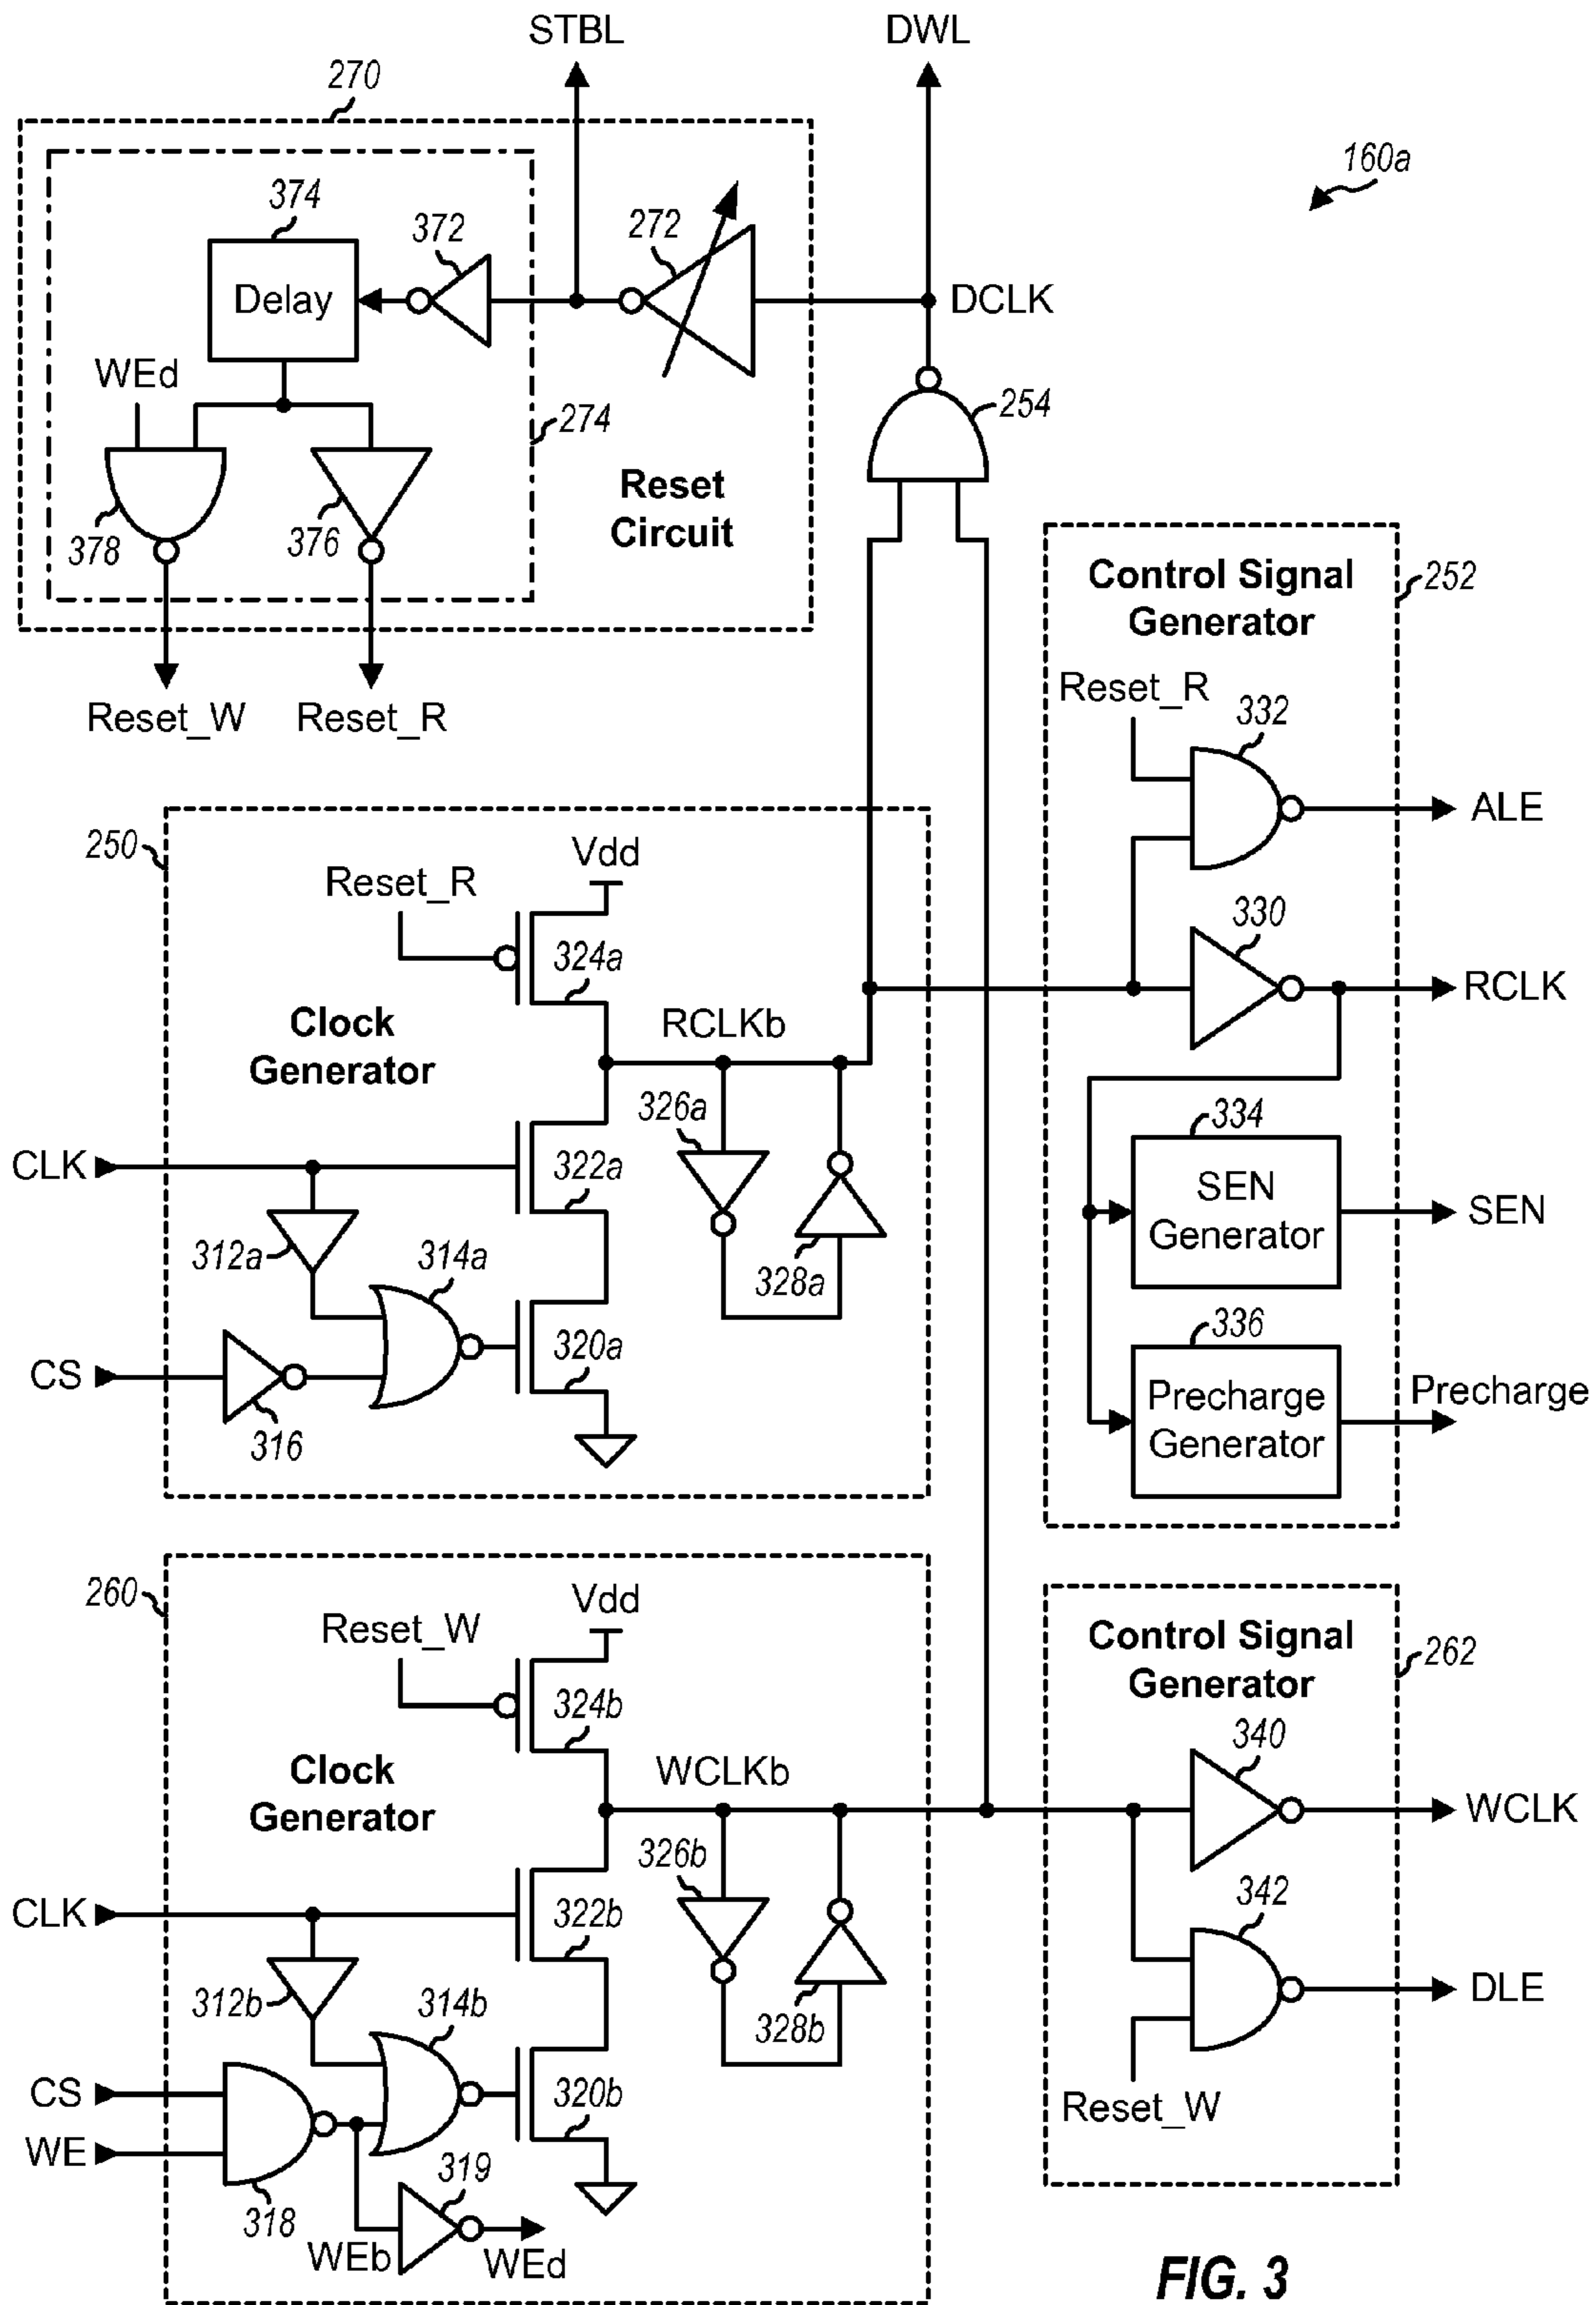 STBL
DWL
270
160a
374
372
272
Delay
DCLK
WEd
254
274
Reset
Circuit
378
376
Control Signal
Generator
252
Reset_W
Reset_R
Reset_R
332
ALE
250
Vdd
Reset_R
324a
330
Clock
Generator
RCLKb
RCLK
326a
334
CLK
322a
SEN
Generator
SEN
312a
314a
328a
336
CS
320a
Precharge
Generator
Precharge
316
260
Vdd
Reset_W
Control Signal
Generator
262
324b
340
Clock
Generator
WCLKb
WCLK
326b
342
CLK
322b
312b
314b
328b
DLE
CS
320b
Reset_W
WE
319
318
WEb
WEd
FIG. 3